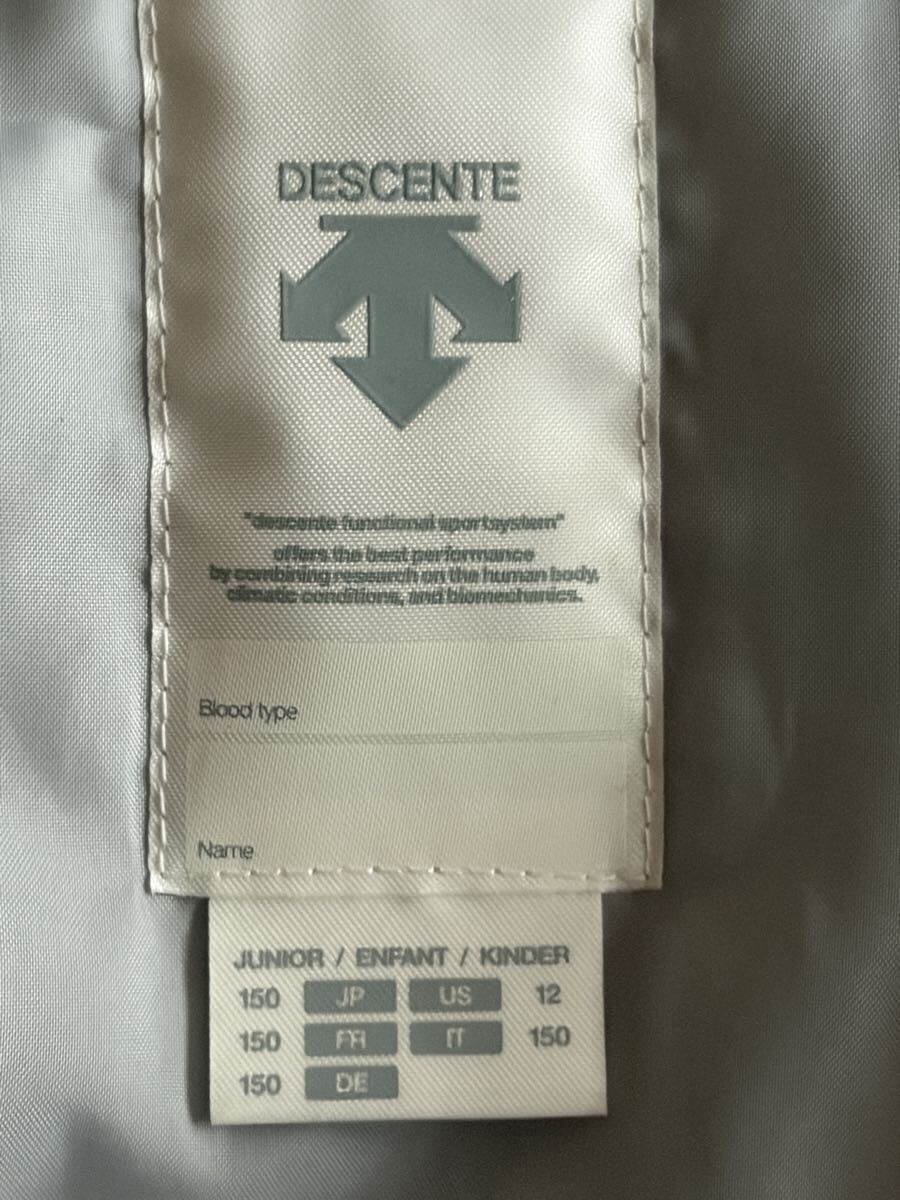 DESCENTE
"descente functional sportsystem"
offers the best performance
by combining research on the human body,
climatic conditions, and biomechanics.
Blood type
Name
JUNIOR / ENFANT / KINDER
150 JP US 12
150 FR IT 150
150 DE